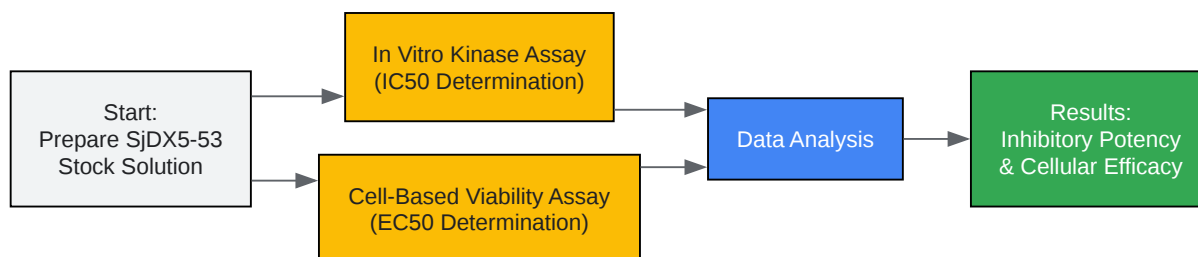 Start:
Prepare SjDX5-53
Stock Solution
In Vitro Kinase Assay
(IC50 Determination)
Cell-Based Viability Assay
(EC50 Determination)
Data Analysis
Results:
Inhibitory Potency
& Cellular Efficacy